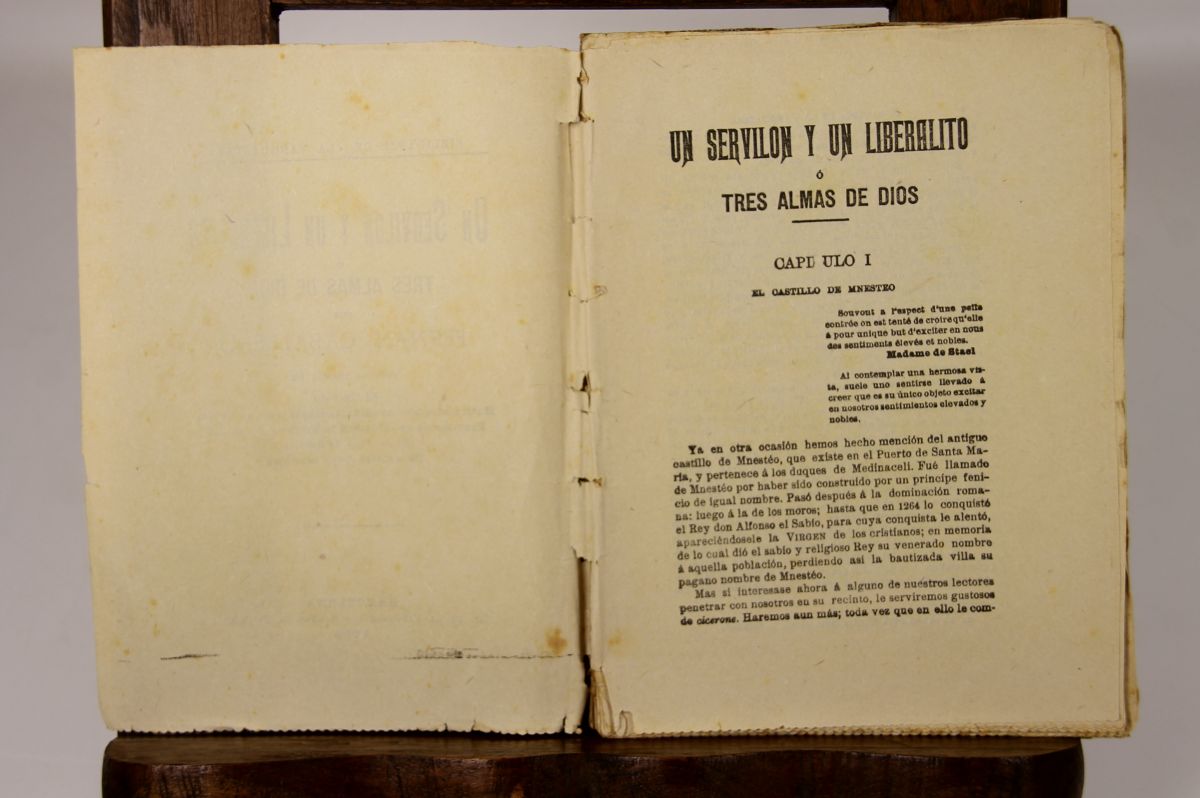 UN SERVILON Y UN LIBERALITO
ó
TRES ALMAS DE DIOS
CAPI ULO I
EL CASTILLO DE MNESTEO
Souvout a l'aspect d'une pette
contrée on est tenté de croire qu'elle
á pour unique but d'exciter en nous
des sentiments élevés et nobles.
Madame de Stael
Al contemplar una hermosa vis-
ta, suele uno sentirse llevado á
creer que es su único objeto excitar
en nosotros sentimientos elevados y
nobles.
Ya en otra ocasión hemos hecho mención del antiguo
castillo de Mnestéo, que existe en el Puerto de Santa Ma-
ría, y pertenece á los duques de Medinaceli. Fué llamado
de Mnestéo por haber sido construido por un príncipe feni-
cio de igual nombre. Pasó después á la dominación roma-
na: luego á la de los moros; hasta que en 1264 lo conquistó
el Rey don Alfonso el Sabio, para cuya conquista le alentó,
apareciéndosele la VIRGEN de los cristianos; en memoria
de lo cual dió el sabio y religioso Rey su venerado nombre
á aquella población, perdiendo así la bautizada villa su
pagano nombre de Mnestéo.
Mas si interesase ahora á alguno de nuestros lectores
penetrar con nosotros en su recinto, le serviremos gustosos
de cicerone. Haremos aun más; toda vez que en ello le com-